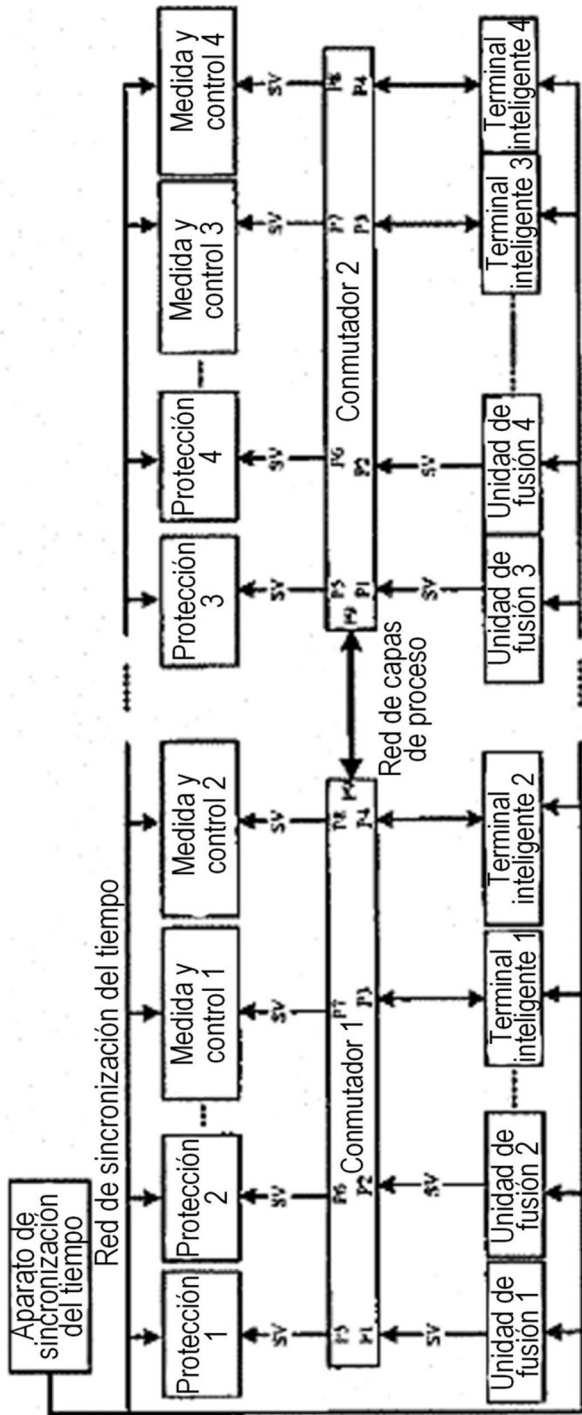 Aparato de
sincronización
del tiempo
Red de sincronización del tiempo
Protección
1
Protección
2
Medida y
control 1
Medida y
control 2
Protección
3
Protección
4
Medida y
control 3
Medida y
control 4
SV
SV
SV
SV
SV
SV
SV
SV
P5
P6
P7
P8
P9
P1
P2
P3
P4
Conmutador 1
Red de capas
de proceso
P5
P6
P7
P8
P9
P1
P2
P3
P4
Conmutador 2
SV
SV
SV
SV
Unidad de
fusión 1
Unidad de
fusión 2
Terminal
inteligente 1
Terminal
inteligente 2
Unidad de
fusión 3
Unidad de
fusión 4
Terminal
inteligente 3
Terminal
inteligente 4